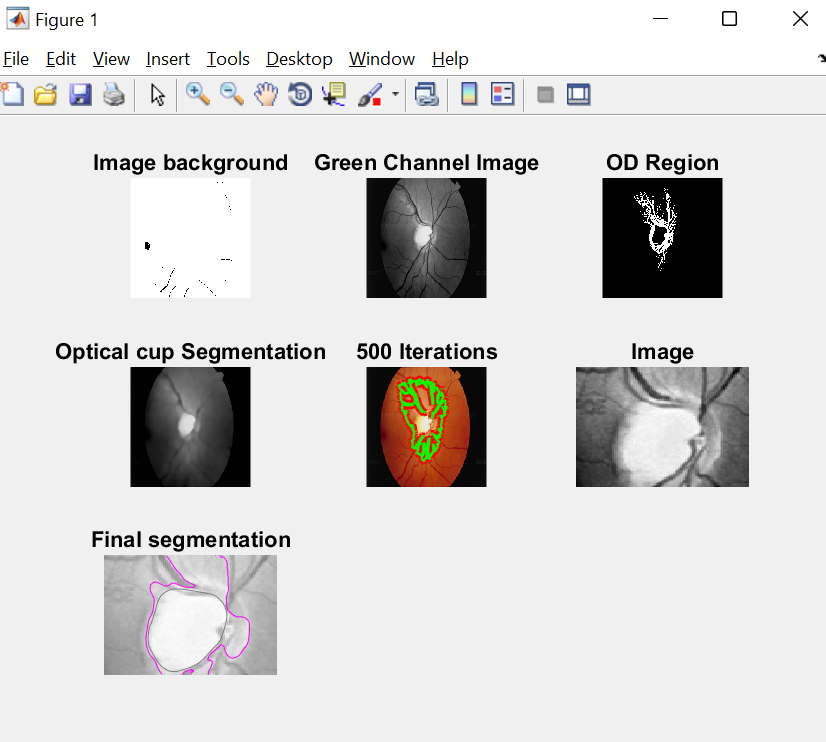 Figure 1
File Edit View Insert Tools Desktop Window Help
Image background
Green Channel Image
OD Region
Optical cup Segmentation
500 Iterations
Image
Final segmentation